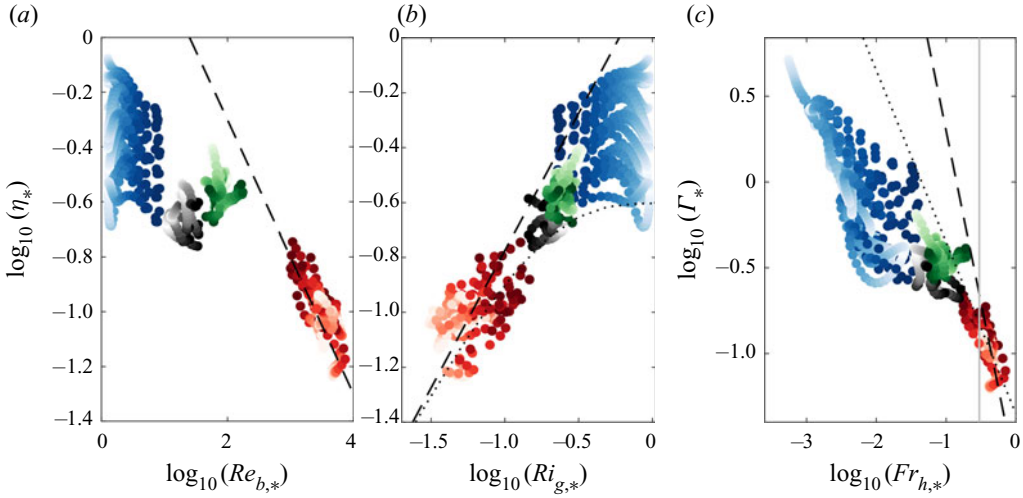 (a)
0
−0.2
−0.4
−0.6
−0.8
−1.0
−1.2
−1.4
log10 (η*)
0 2 4
log10(Reb,*)
(b)
0
−0.2
−0.4
−0.6
−0.8
−1.0
−1.2
−1.4
−1.5 −1.0 −0.5 0
log10(Rig,*)
(c)
0.5
0
−0.5
−1.0
log10 (Γ*)
−3 −2 −1 0
log10(Frh,*)